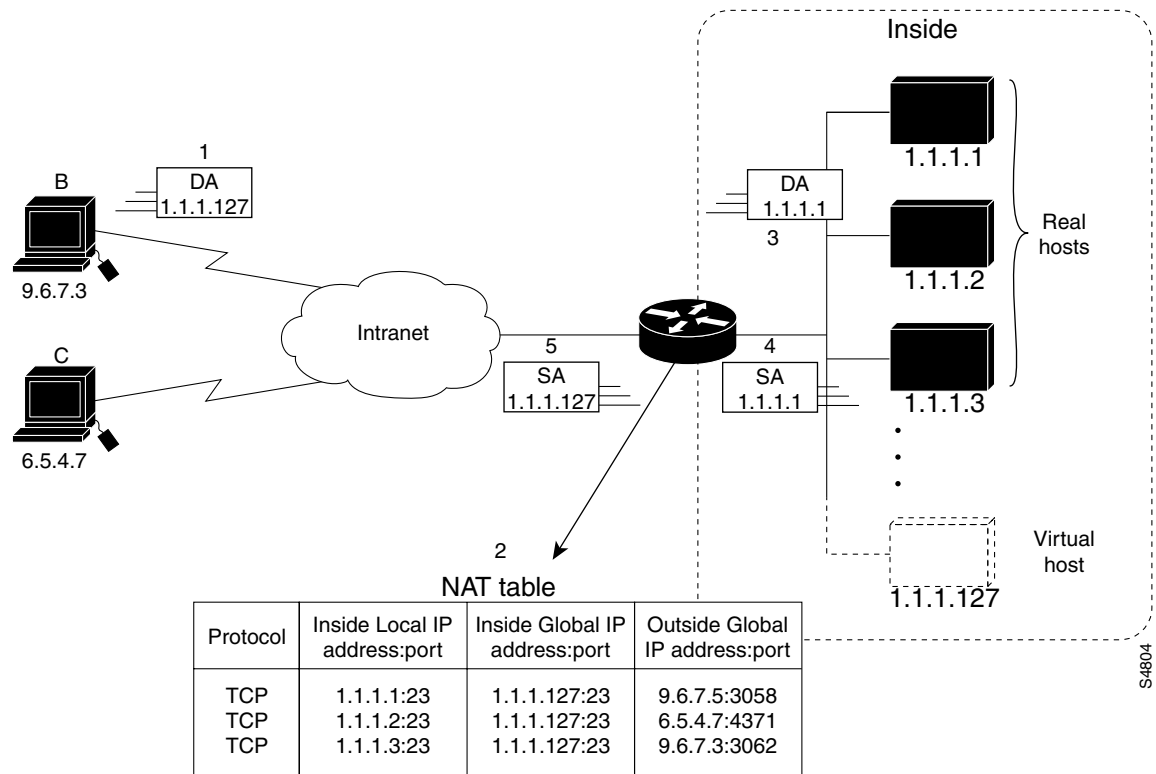 Inside
1
B
DA
1.1.1.127
9.6.7.3
1.1.1.1
DA
1.1.1.1
3
1.1.1.2
Real
hosts
Intranet
C
6.5.4.7
5
SA
1.1.1.127
4
SA
1.1.1.1
1.1.1.3
Virtual
host
1.1.1.127
2
NAT table
Protocol
Inside Local IP
address:port
Inside Global IP
address:port
Outside Global
IP address:port
TCP 1.1.1.1:23 1.1.1.127:23 9.6.7.5:3058
TCP 1.1.1.2:23 1.1.1.127:23 6.5.4.7:4371
TCP 1.1.1.3:23 1.1.1.127:23 9.6.7.3:3062
S4804